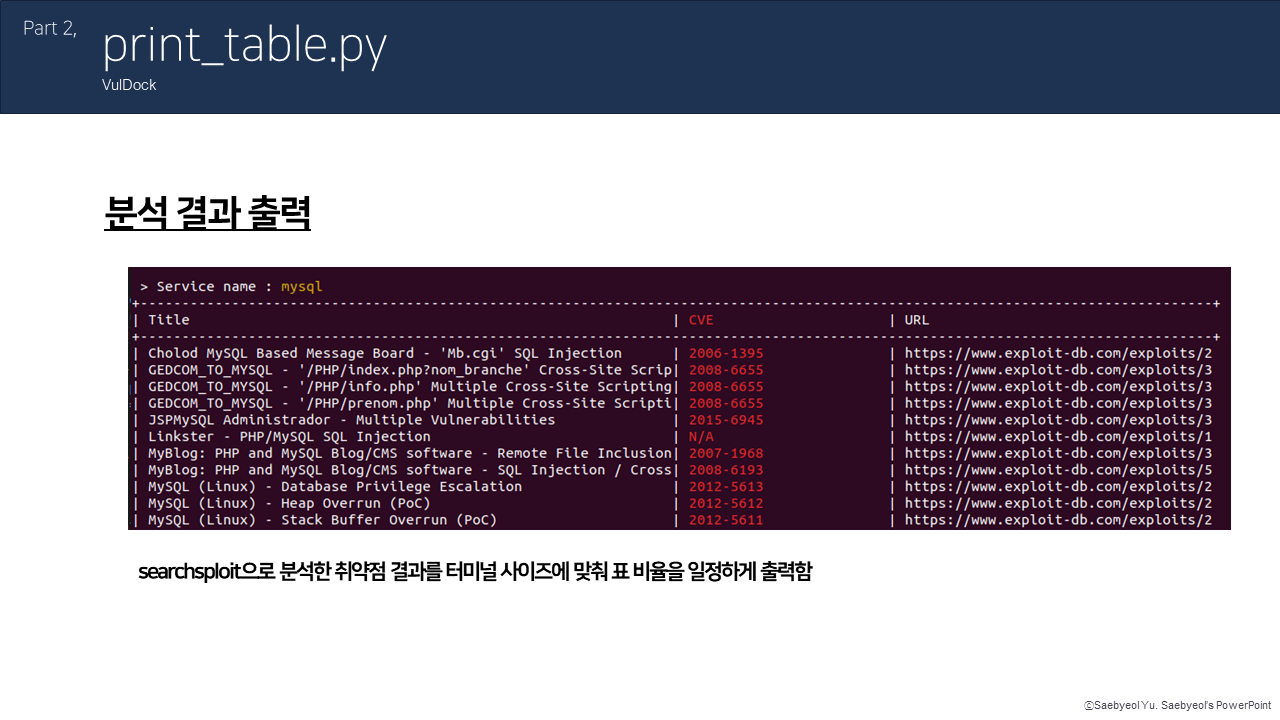 Part 2,
print_table.py
VulDock
분석 결과 출력
> Service name : mysql
+---------------------------------------------------------------------------------------------------------------------------------+
| Title | CVE | URL
+---------------------------------------------------------------------------------------------------------------------------------+
| Cholod MySQL Based Message Board - 'Mb.cgi' SQL Injection | 2006-1395 | https://www.exploit-db.com/exploits/2
| GEDCOM_TO_MYSQL - '/PHP/index.php?nom_branche' Cross-Site Scrip| 2008-6655 | https://www.exploit-db.com/exploits/3
| GEDCOM_TO_MYSQL - '/PHP/info.php' Multiple Cross-Site Scripting| 2008-6655 | https://www.exploit-db.com/exploits/3
| GEDCOM_TO_MYSQL - '/PHP/prenom.php' Multiple Cross-Site Scripti| 2008-6655 | https://www.exploit-db.com/exploits/3
| JSPMySQL Administrador - Multiple Vulnerabilities | 2015-6945 | https://www.exploit-db.com/exploits/3
| Linkster - PHP/MySQL SQL Injection | N/A | https://www.exploit-db.com/exploits/1
| MyBlog: PHP and MySQL Blog/CMS software - Remote File Inclusion| 2007-1968 | https://www.exploit-db.com/exploits/3
| MyBlog: PHP and MySQL Blog/CMS software - SQL Injection / Cross| 2008-6193 | https://www.exploit-db.com/exploits/5
| MySQL (Linux) - Database Privilege Escalation | 2012-5613 | https://www.exploit-db.com/exploits/2
| MySQL (Linux) - Heap Overrun (PoC) | 2012-5612 | https://www.exploit-db.com/exploits/2
| MySQL (Linux) - Stack Buffer Overrun (PoC) | 2012-5611 | https://www.exploit-db.com/exploits/2
searchsploit으로 분석한 취약점 결과를 터미널 사이즈에 맞춰 표 비율을 일정하게 출력함
ⓒSaebyeol Yu. Saebyeol's PowerPoint